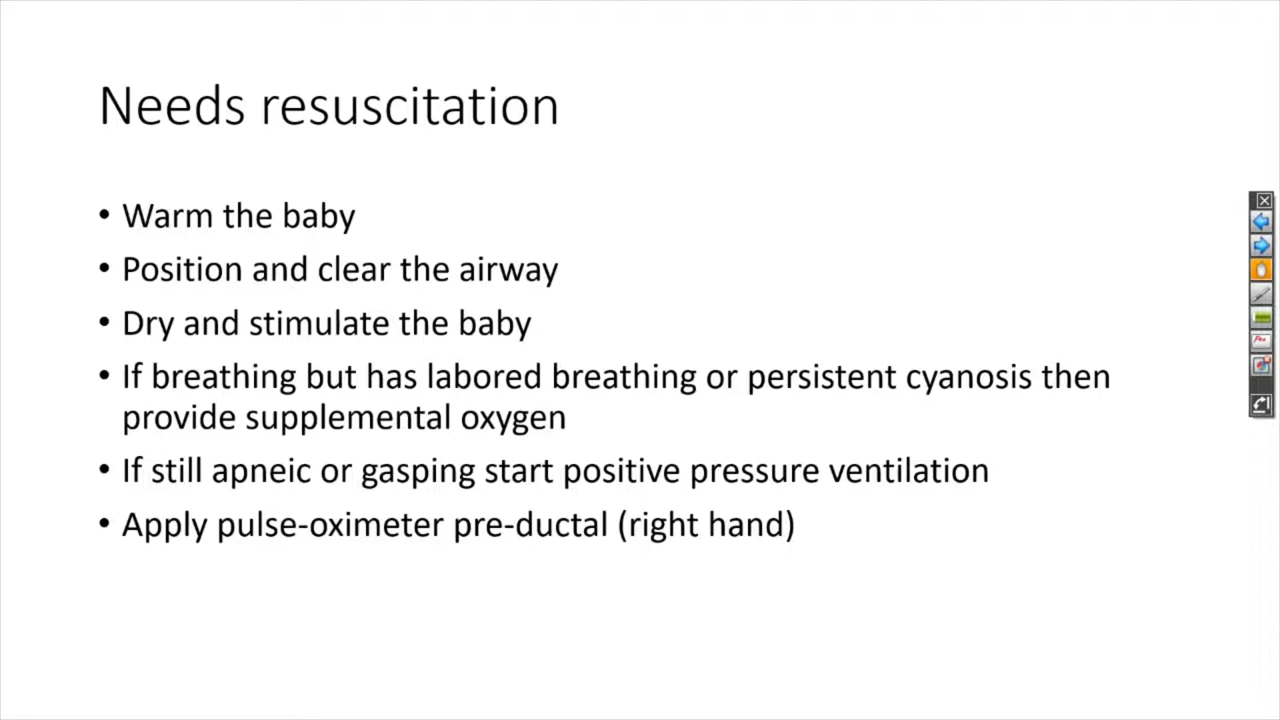 Needs resuscitation
• Warm the baby
• Position and clear the airway
• Dry and stimulate the baby
• If breathing but has labored breathing or persistent cyanosis then
provide supplemental oxygen
• If still apneic or gasping start positive pressure ventilation
• Apply pulse-oximeter pre-ductal (right hand)